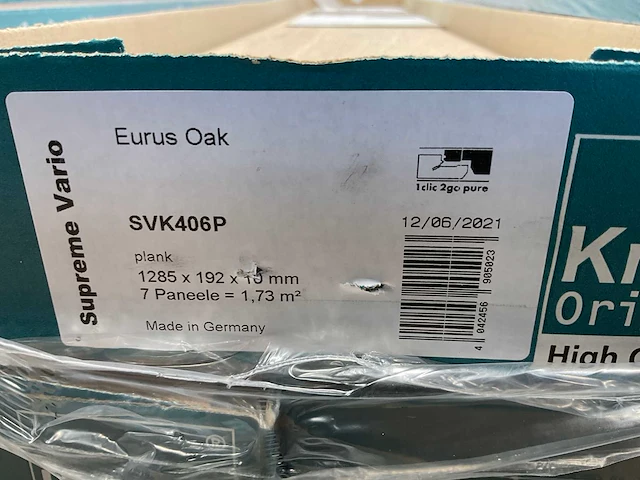 Supreme Vario
Eurus Oak
1clic 2go pure
SVK406P
12/06/2021
plank
1285 x 192 x 10 mm
7 Paneele = 1,73 m²
Made in Germany
4 042456 905023
Kr
Ori
High
®